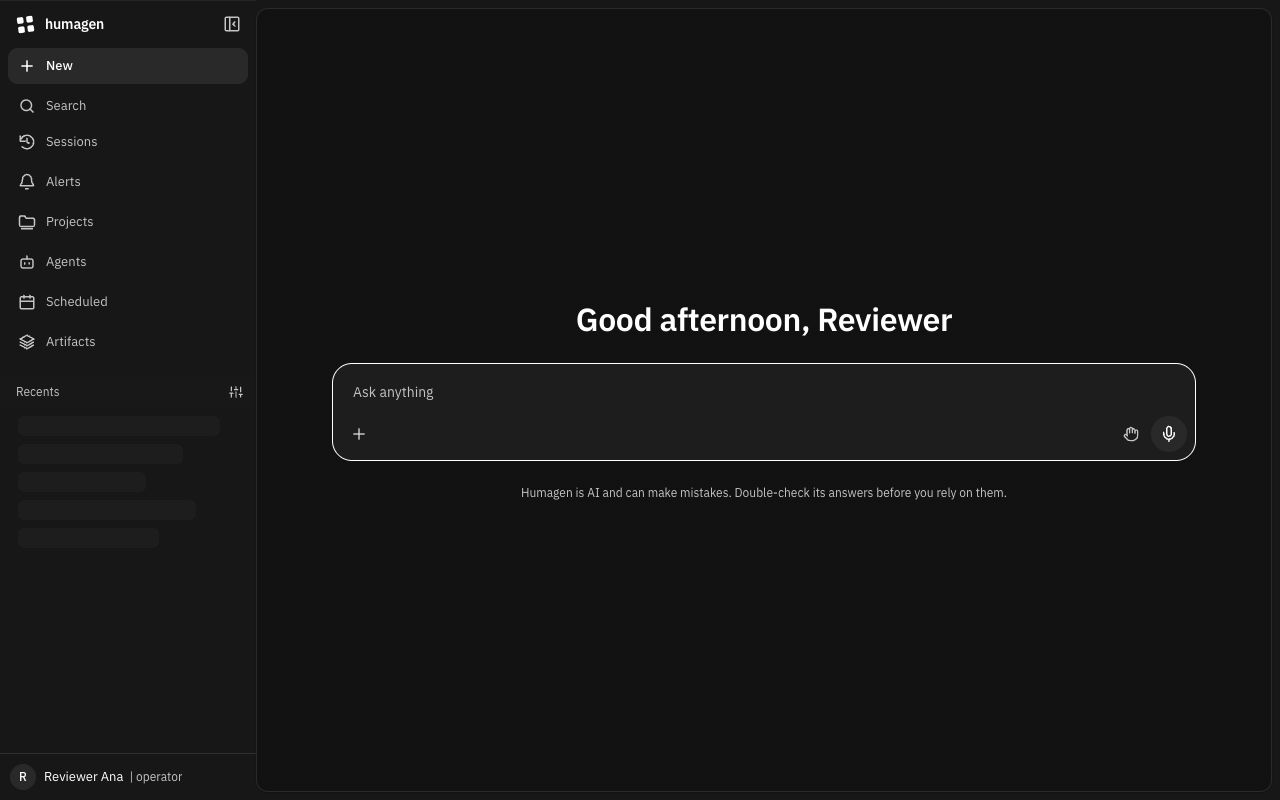 humagen
New
Search
Sessions
Alerts
Projects
Agents
Scheduled
Artifacts
Recents
Good afternoon, Reviewer
Ask anything
Humagen is AI and can make mistakes. Double-check its answers before you rely on them.
R
Reviewer Ana | operator